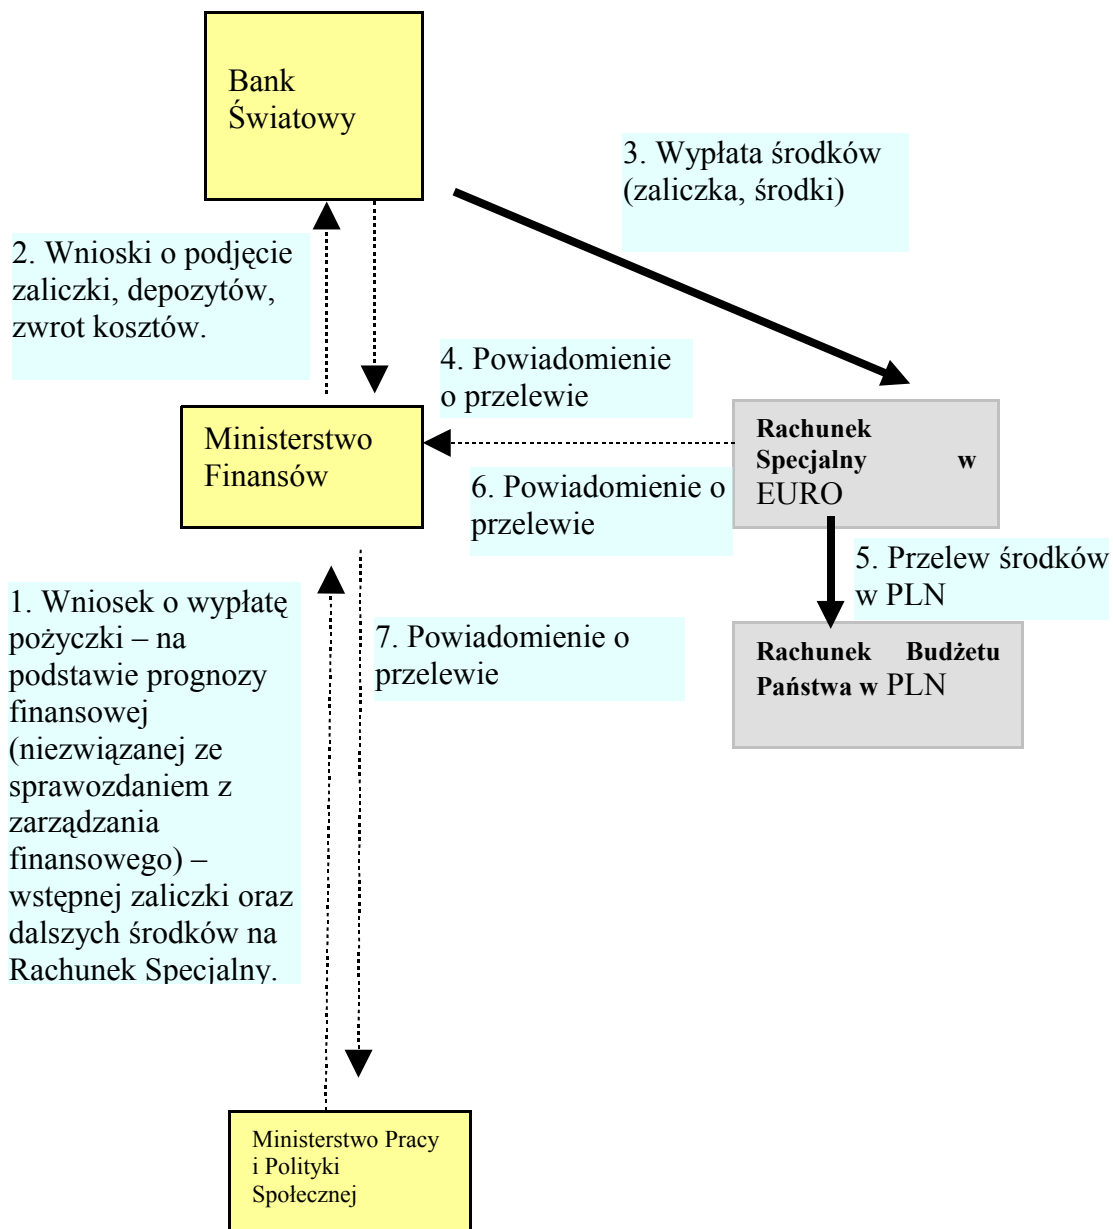 Bank
Światowy
3. Wypłata środków
(zaliczka, środki)
2. Wnioski o podjęcie
zaliczki, depozytów,
zwrot kosztów.
4. Powiadomienie
o przelewie
Ministerstwo
Finansów
Rachunek
Specjalny w
EURO
6. Powiadomienie o
przelewie
5. Przelew środków
w PLN
1. Wniosek o wypłatę
pożyczki – na
podstawie prognozy
finansowej
(niezwiązanej ze
sprawozdaniem z
zarządzania
finansowego) –
wstępnej zaliczki oraz
dalszych środków na
Rachunek Specjalny.
7. Powiadomienie o
przelewie
Rachunek Budżetu
Państwa w PLN
Ministerstwo Pracy
i Polityki
Społecznej